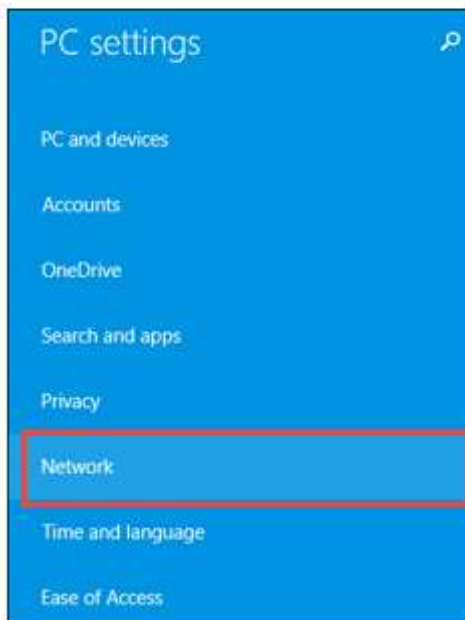 PC settings
PC and devices
Accounts
OneDrive
Search and apps
Privacy
Network
Time and language
Ease of Access